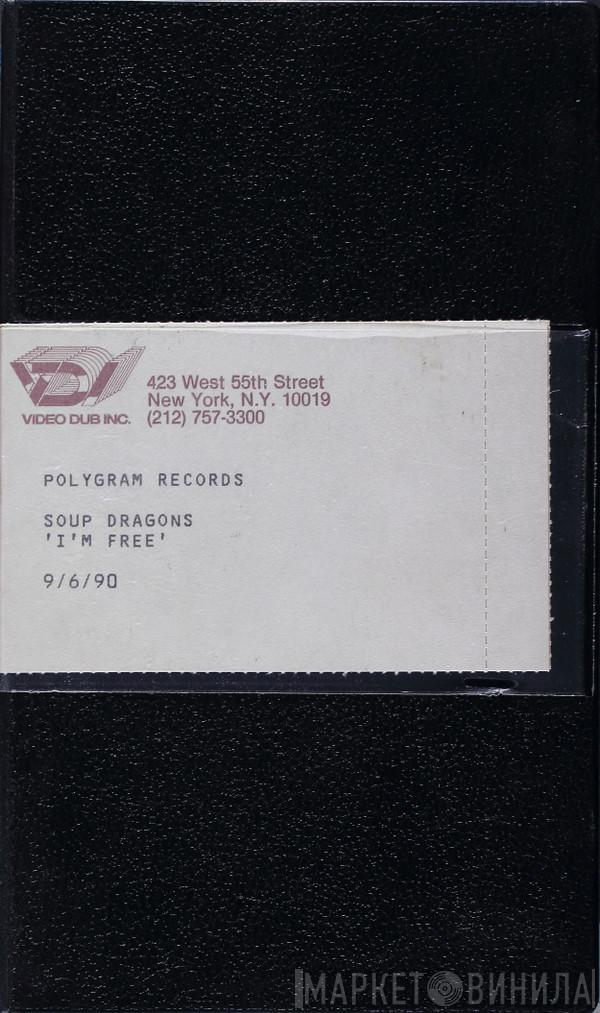 VDI
VIDEO DUB INC.
423 West 55th Street
New York, N.Y. 10019
(212) 757-3300
POLYGRAM RECORDS
SOUP DRAGONS
'I'M FREE'
9/6/90
МАРКЕТ ВИНИЛА